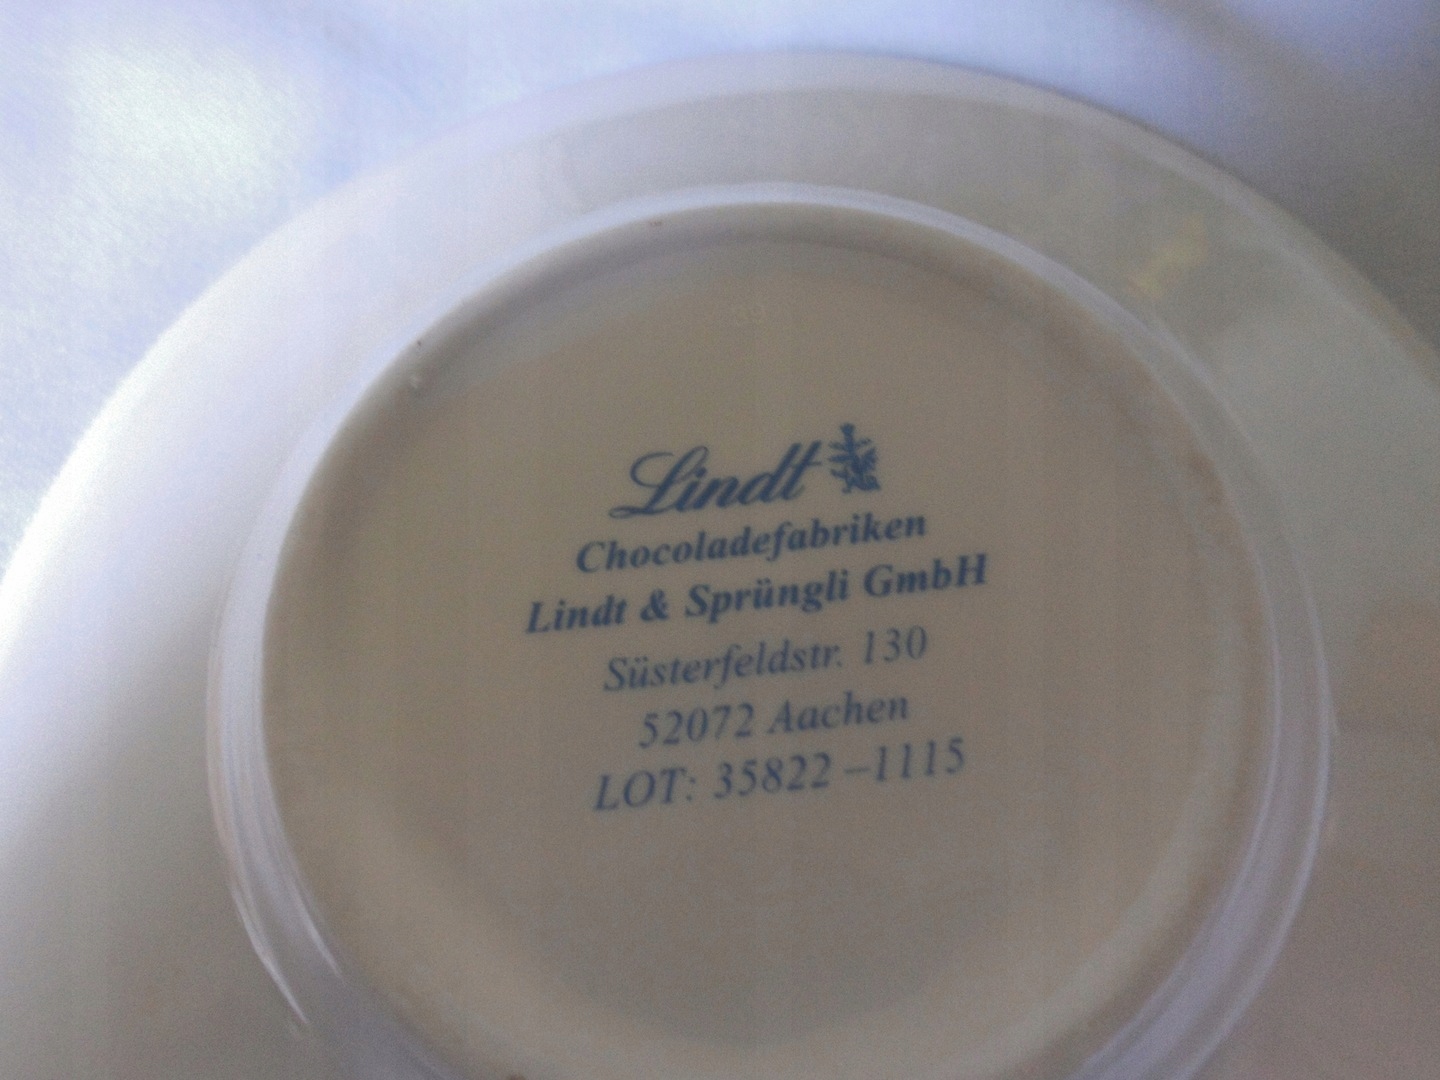 Lindt
Chocoladefabriken
Lindt & Sprüngli GmbH
Süsterfeldstr. 130
52072 Aachen
LOT: 35822 –1115